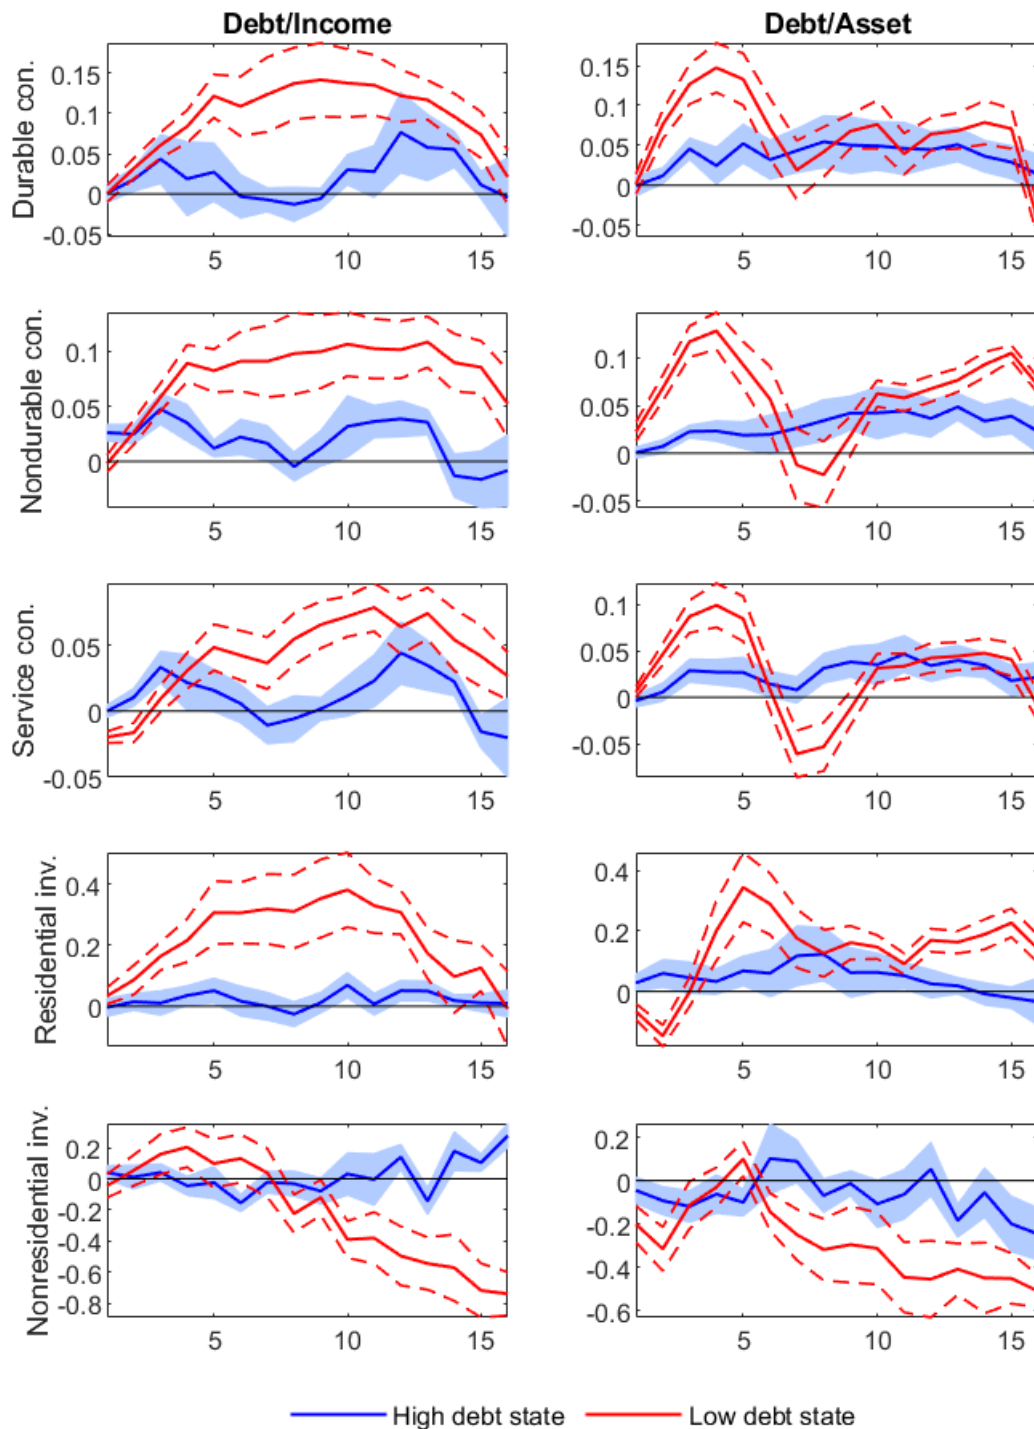 Debt/Income Debt/Asset
Durable con.
0.15
0.1
0.05
0
-0.05
5 10 15
0.15
0.1
0.05
0
-0.05
5 10 15
Nondurable con.
0.1
0.05
0
5 10 15
0.1
0.05
0
-0.05
5 10 15
Service con.
0.05
0
-0.05
5 10 15
0.1
0.05
0
-0.05
5 10 15
Residential inv.
0.4
0.2
0
5 10 15
0.4
0.2
0
5 10 15
Nonresidential inv.
0.2
0
-0.2
-0.4
-0.6
-0.8
5 10 15
0.2
0
-0.2
-0.4
-0.6
5 10 15
High debt state Low debt state